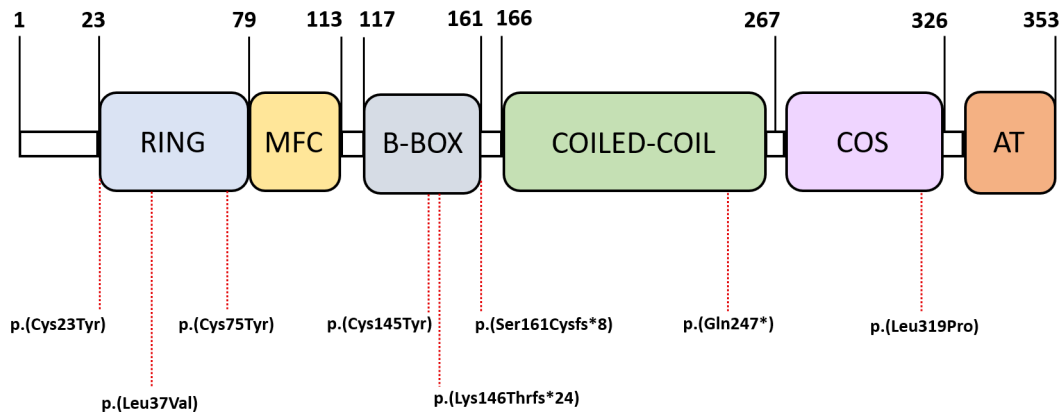 1 23 79 113 117 161 166 267 326 353
RING MFC B-BOX COILED-COIL COS AT
p.(Cys23Tyr) p.(Cys75Tyr) p.(Cys145Tyr) p.(Ser161Cysfs*8) p.(Gln247*) p.(Leu319Pro)
p.(Leu37Val) p.(Lys146Thrfs*24)